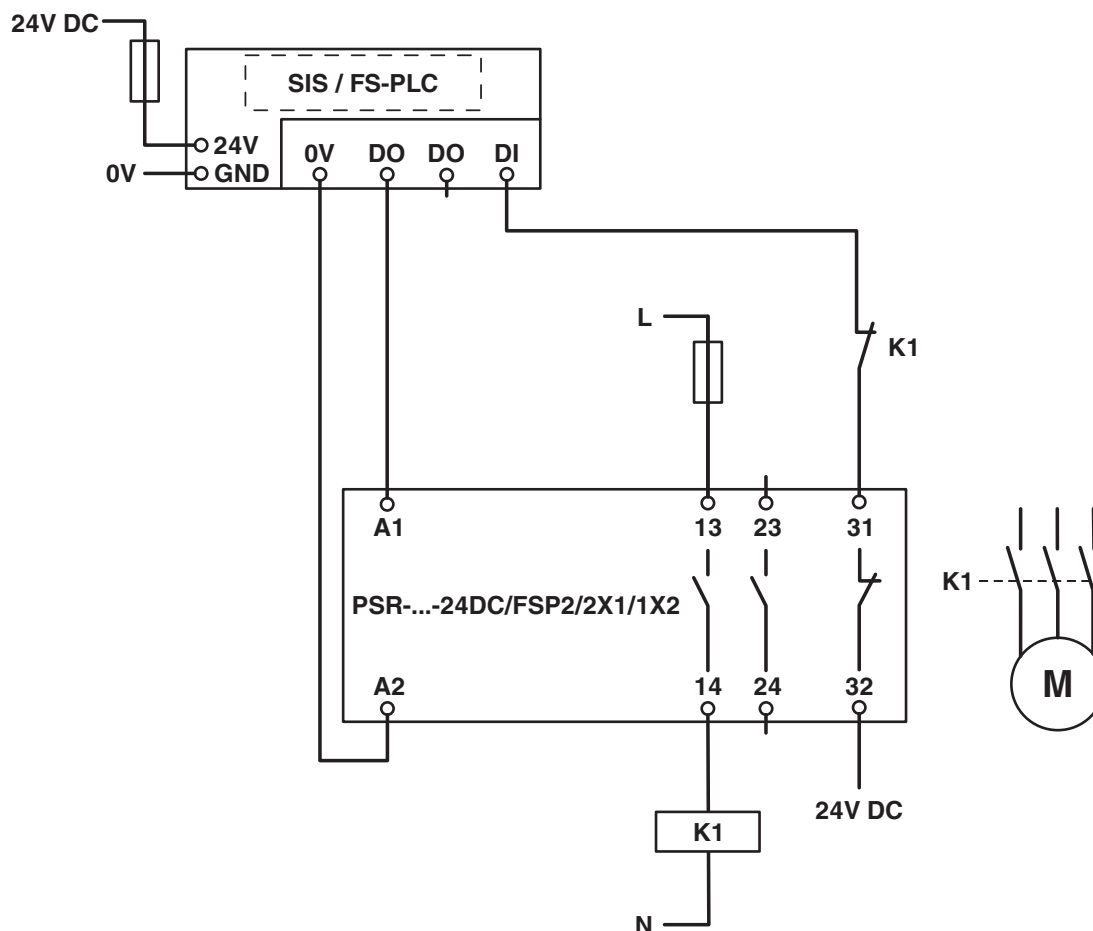 24V DC
SIS / FS-PLC
24V
0V
GND
0V DO DO DI
L
K1
A1 13 23 31
K1
PSR-...-24DC/FSP2/2X1/1X2
A2 14 24 32
M
24V DC
K1
N